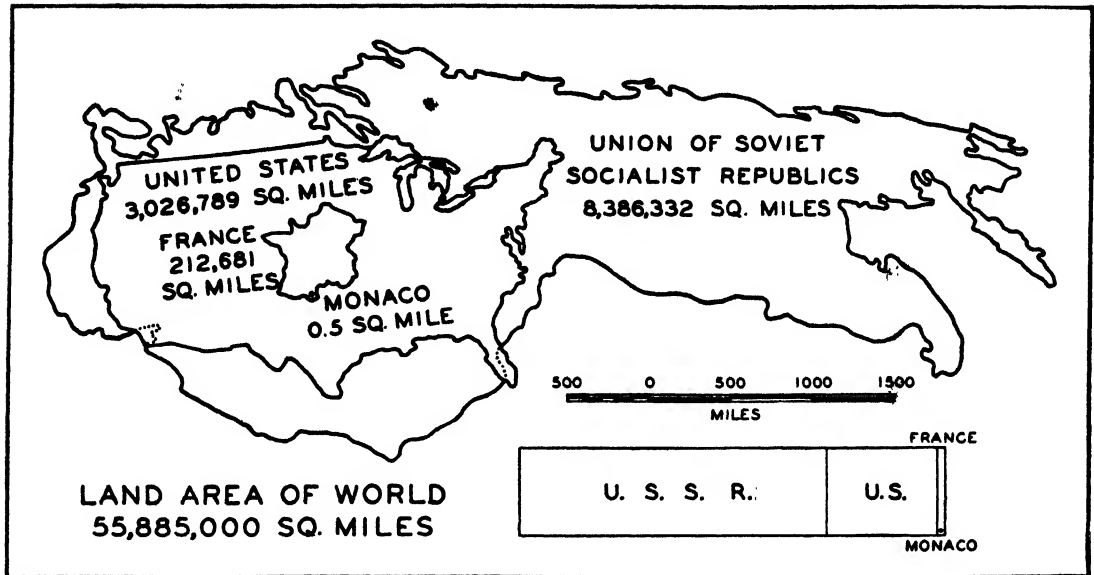 UNION OF SOVIET
SOCIALIST REPUBLICS
8,386,332 SQ. MILES
UNITED STATES
3,026,789 SQ. MILES
FRANCE
212,681
SQ. MILES
MONACO
0.5 SQ. MILE
500 0 500 1000 1500
MILES
LAND AREA OF WORLD
55,885,000 SQ. MILES
FRANCE
U. S. S. R.
U.S.
MONACO